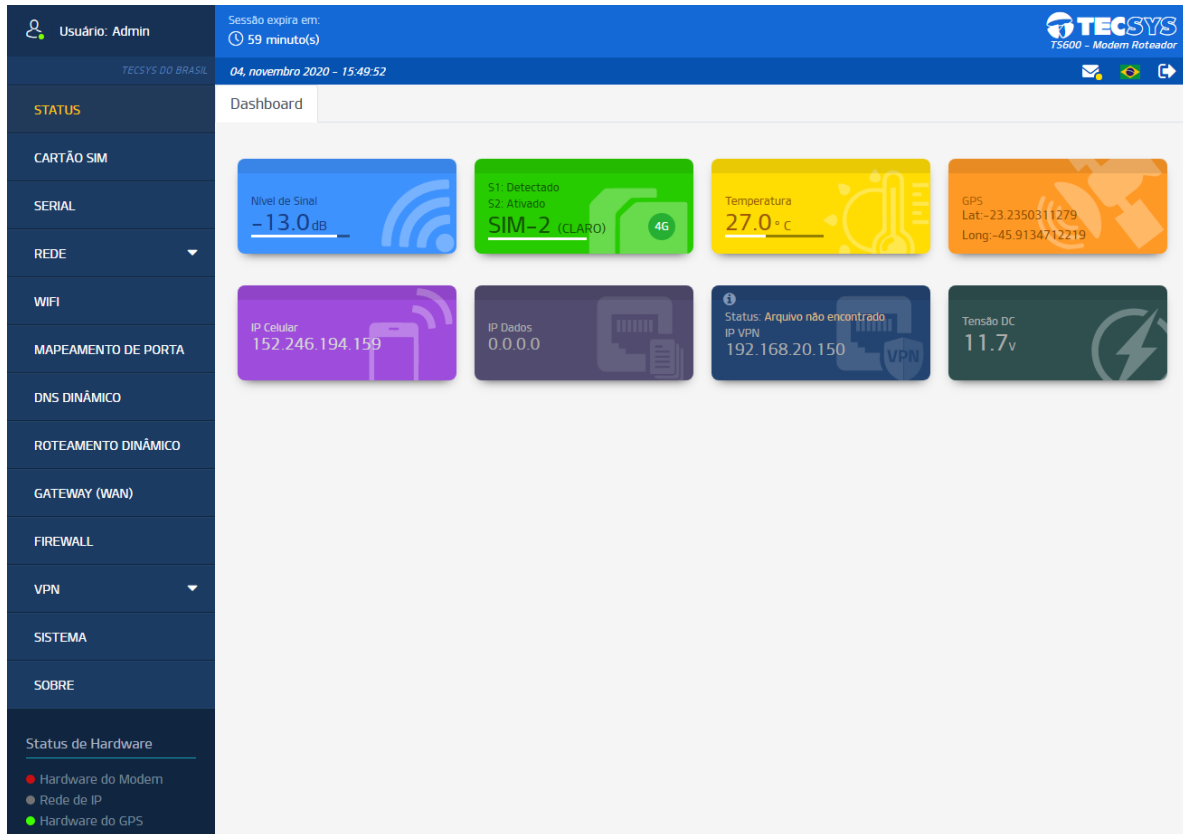 Usuário: Admin
TECSYS DO BRASIL
Sessão expira em:
59 minuto(s)
TECSYS
TS600 - Modem Roteador
04, novembro 2020 - 15:49:52
STATUS
CARTÃO SIM
SERIAL
REDE
WIFI
MAPEAMENTO DE PORTA
DNS DINÂMICO
ROTEAMENTO DINÂMICO
GATEWAY (WAN)
FIREWALL
VPN
SISTEMA
SOBRE
Status de Hardware
Hardware do Modem
Rede de IP
Hardware do GPS
Dashboard
Nível de Sinal
-13.0 dB
S1: Detectado
S2: Ativado
SIM-2 (CLARO)
4G
Temperatura
27.0 ° C
GPS
Lat:-23.2350311279
Long:-45.9134712219
IP Celular
152.246.194.159
IP Dados
0.0.0.0
Status: Arquivo não encontrado
IP VPN
192.168.20.150
VPN
Tensão DC
11.7v